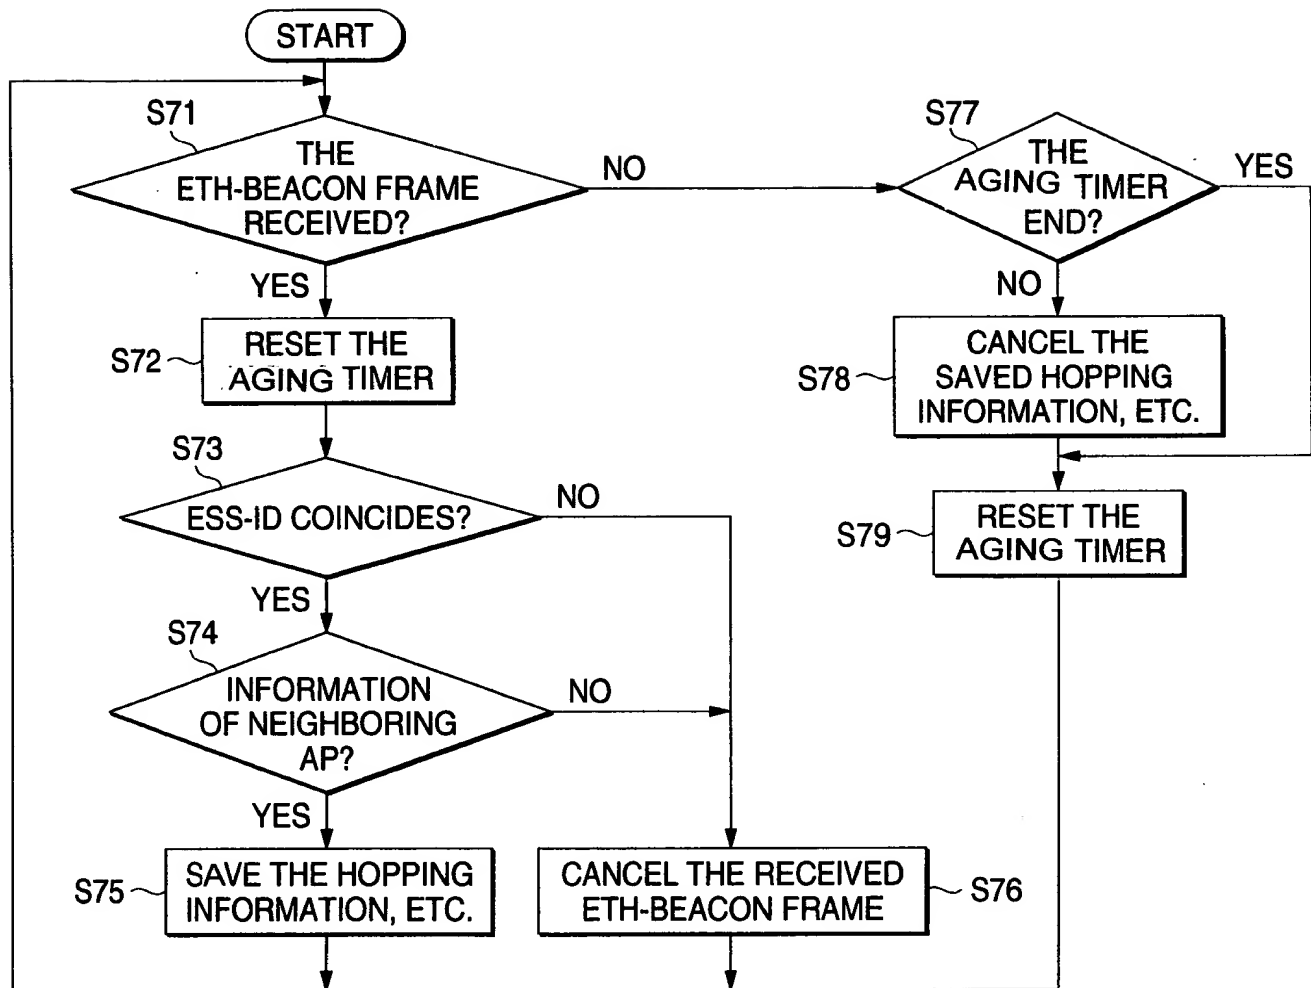 START
S71
THE
ETH-BEACON FRAME
RECEIVED?
NO
YES
S72
RESET THE
AGING TIMER
S73
ESS-ID COINCIDES?
NO
YES
S74
INFORMATION
OF NEIGHBORING
AP?
NO
YES
S75
SAVE THE HOPPING
INFORMATION, ETC.
CANCEL THE RECEIVED
ETH-BEACON FRAME
S76
S77
THE
AGING TIMER
END?
YES
NO
S78
CANCEL THE
SAVED HOPPING
INFORMATION, ETC.
S79
RESET THE
AGING TIMER